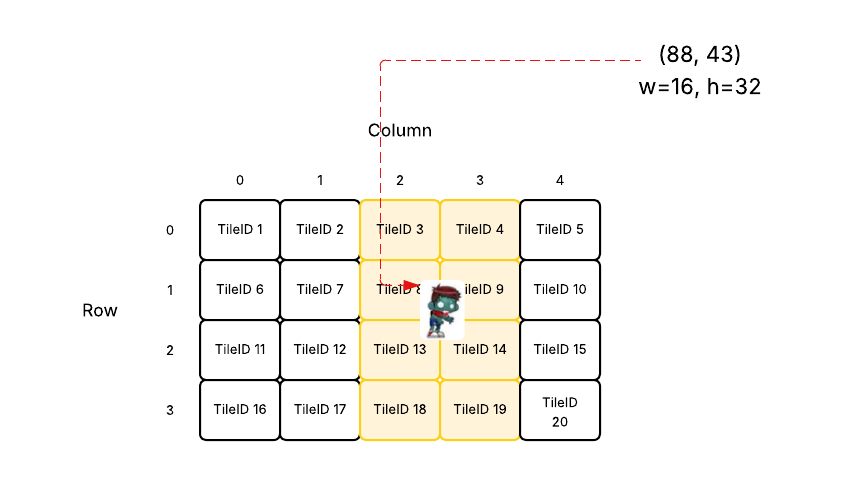 (88, 43)
w=16, h=32
Column
0 1 2 3 4
0 TileID 1 TileID 2 TileID 3 TileID 4 TileID 5
1 TileID 6 TileID 7 TileID 8 ileID 9 TileID 10
Row
2 TileID 11 TileID 12 TileID 13 TileID 14 TileID 15
3 TileID 16 TileID 17 TileID 18 TileID 19 TileID
20